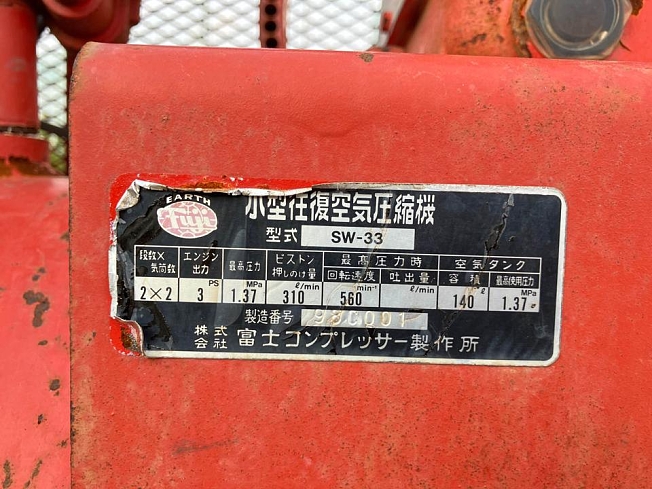 EARTH
Fuji
小型往復空気圧縮機
型式 SW-33
段数×気筒数 エンジン出力 最高圧力 ピストン押しのけ量 最高圧力時 回転速度 吐出量 空気タンク 容積 最高使用圧力
2×2 3 PS 1.37 MPa 310 ℓ/min 560 min⁻¹ ℓ/min 140 ℓ 1.37 MPa
製造番号
株式会社 富士コンプレッサー製作所